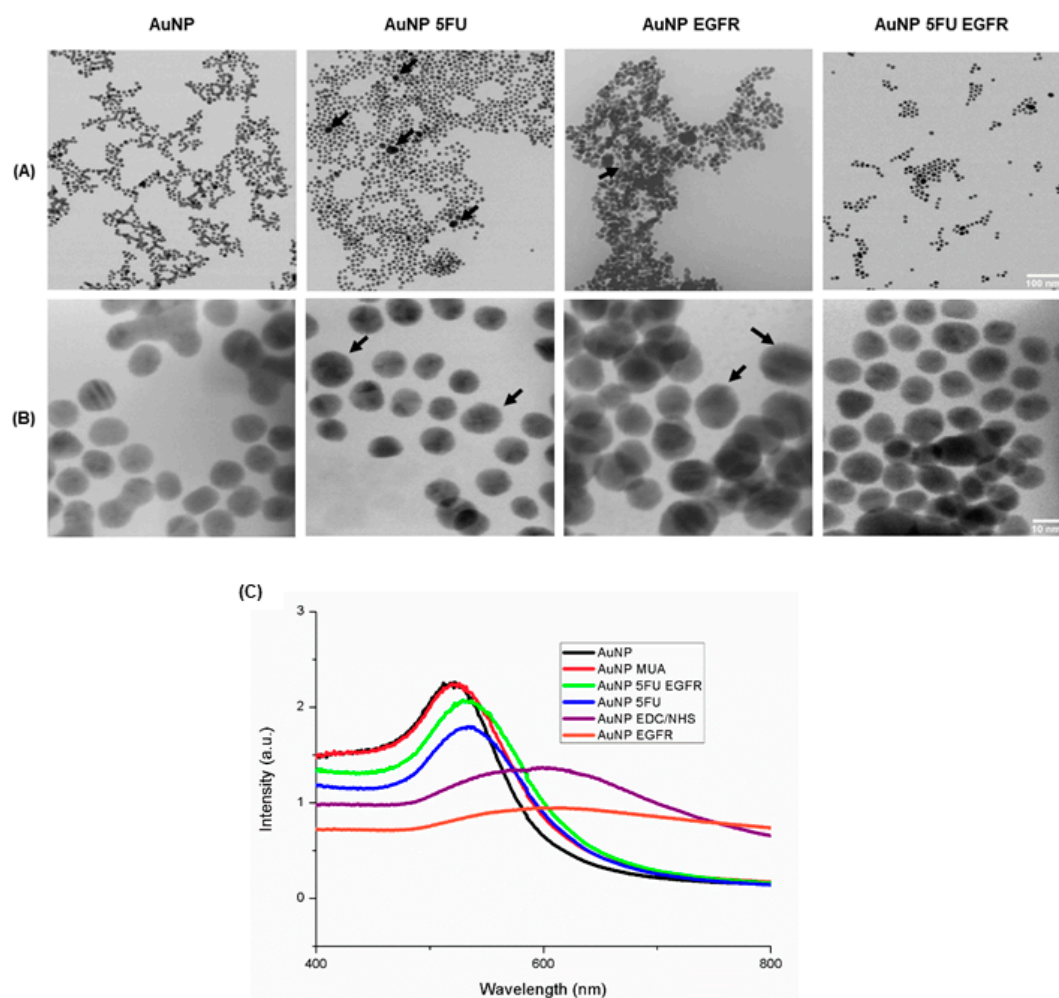 AuNP AuNP 5FU AuNP EGFR AuNP 5FU EGFR
(A)
100 nm
(B)
10 nm
(C)
3
2
1
0
Intensity (a.u.)
AuNP
AuNP MUA
AuNP 5FU EGFR
AuNP 5FU
AuNP EDC/NHS
AuNP EGFR
400 600 800
Wavelength (nm)